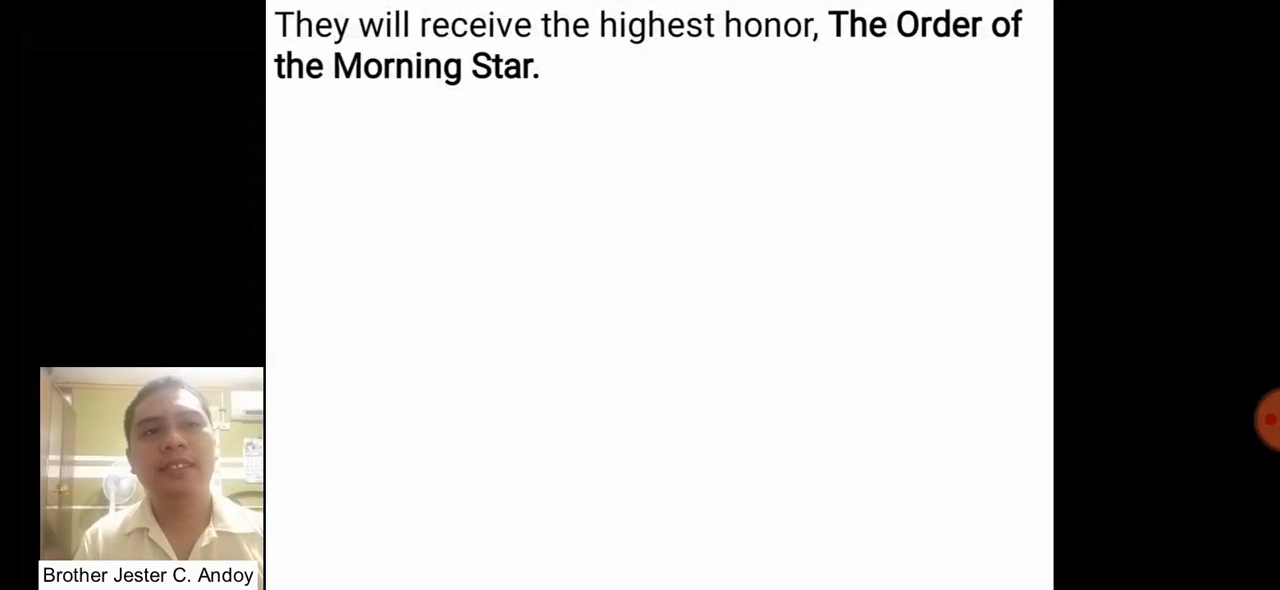 They will receive the highest honor, The Order of
the Morning Star.
Brother Jester C. Andoy